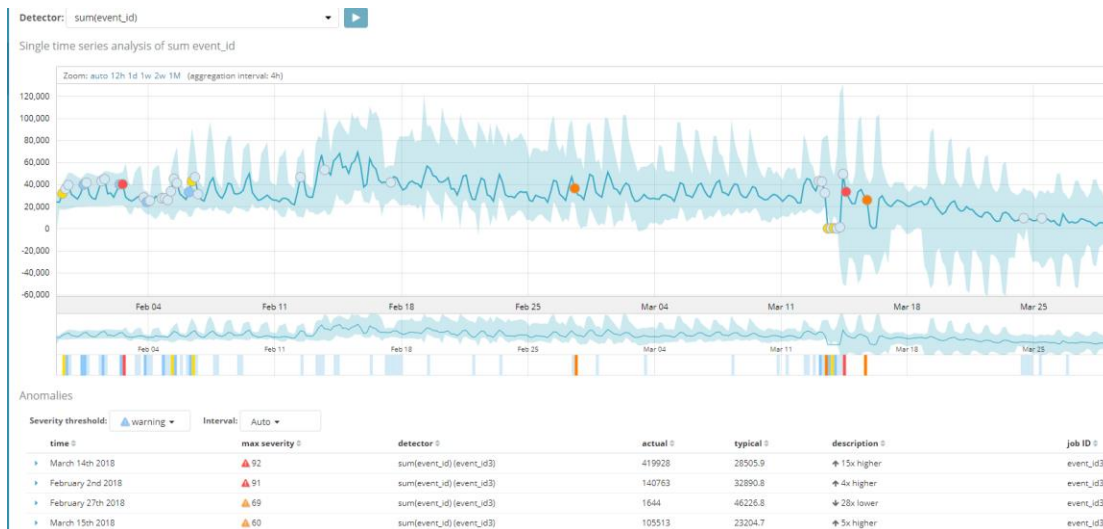 Detector: sum(event_id)
Single time series analysis of sum event_id
Zoom: auto 12h 1d 1w 2w 1M (aggregation interval: 4h)
120,000
100,000
80,000
60,000
40,000
20,000
0
-20,000
-40,000
-60,000
Feb 04 Feb 11 Feb 18 Feb 25 Mar 04 Mar 11 Mar 18 Mar 25
Feb 04 Feb 11 Feb 18 Feb 25 Mar 04 Mar 11 Mar 18 Mar 25
Anomalies
Severity threshold: warning Interval: Auto
time max severity detector actual typical description job ID
March 14th 2018 92 sum(event_id) (event_id3) 419928 28505.9 ↑ 15x higher event_id3
February 2nd 2018 91 sum(event_id) (event_id3) 140763 32890.8 ↑ 4x higher event_id3
February 27th 2018 69 sum(event_id) (event_id3) 1644 46226.8 ↓ 28x lower event_id3
March 15th 2018 60 sum(event_id) (event_id3) 105513 23204.7 ↑ 5x higher event_id3